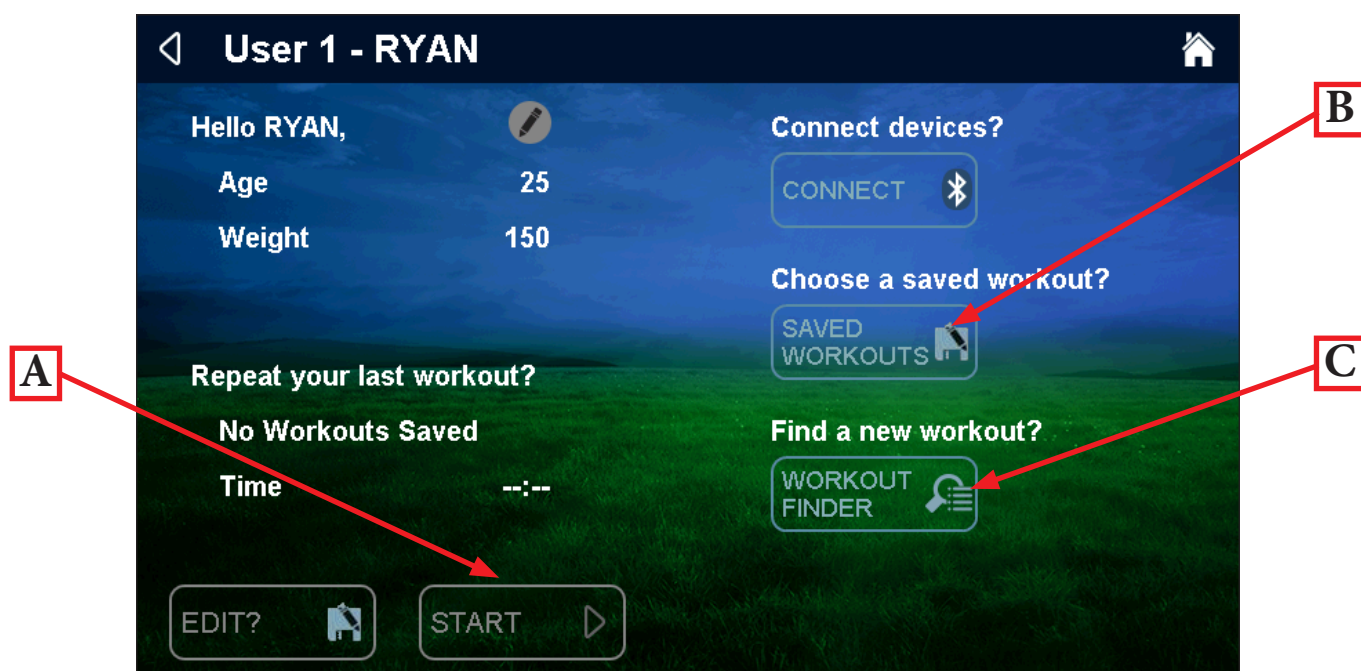 User 1 - RYAN
Hello RYAN,
Age 25
Weight 150
Repeat your last workout?
No Workouts Saved
Time --:--
EDIT?
START
Connect devices?
CONNECT
Choose a saved workout?
SAVED
WORKOUTS
Find a new workout?
WORKOUT
FINDER
A
B
C